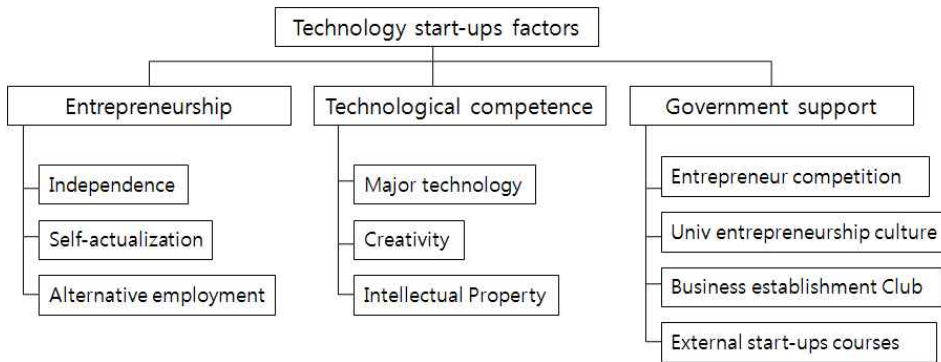 Technology start-ups factors
Entrepreneurship
Technological competence
Government support
Independence
Self-actualization
Alternative employment
Major technology
Creativity
Intellectual Property
Entrepreneur competition
Univ entrepreneurship culture
Business establishment Club
External start-ups courses